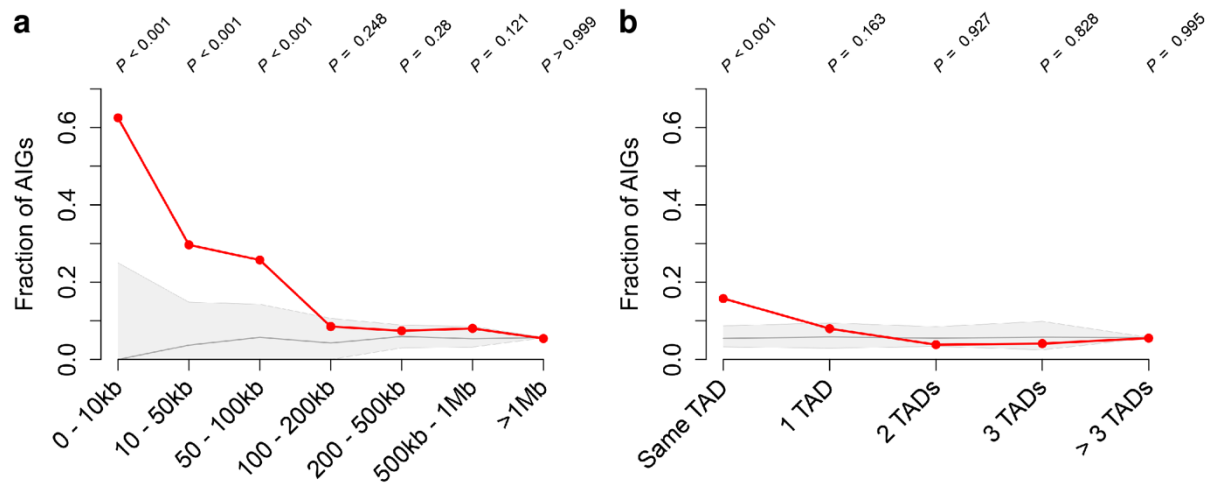 a
P < 0.001
P < 0.001
P < 0.001
P = 0.248
P = 0.28
P = 0.121
P > 0.999
Fraction of AIGs
0.6
0.4
0.2
0.0
0 - 10kb
10 - 50kb
50 - 100kb
100 - 200kb
200 - 500kb
500kb - 1Mb
>1Mb
b
P < 0.001
P = 0.163
P = 0.927
P = 0.828
P = 0.995
Fraction of AIGs
0.6
0.4
0.2
0.0
Same TAD
1 TAD
2 TADs
3 TADs
> 3 TADs